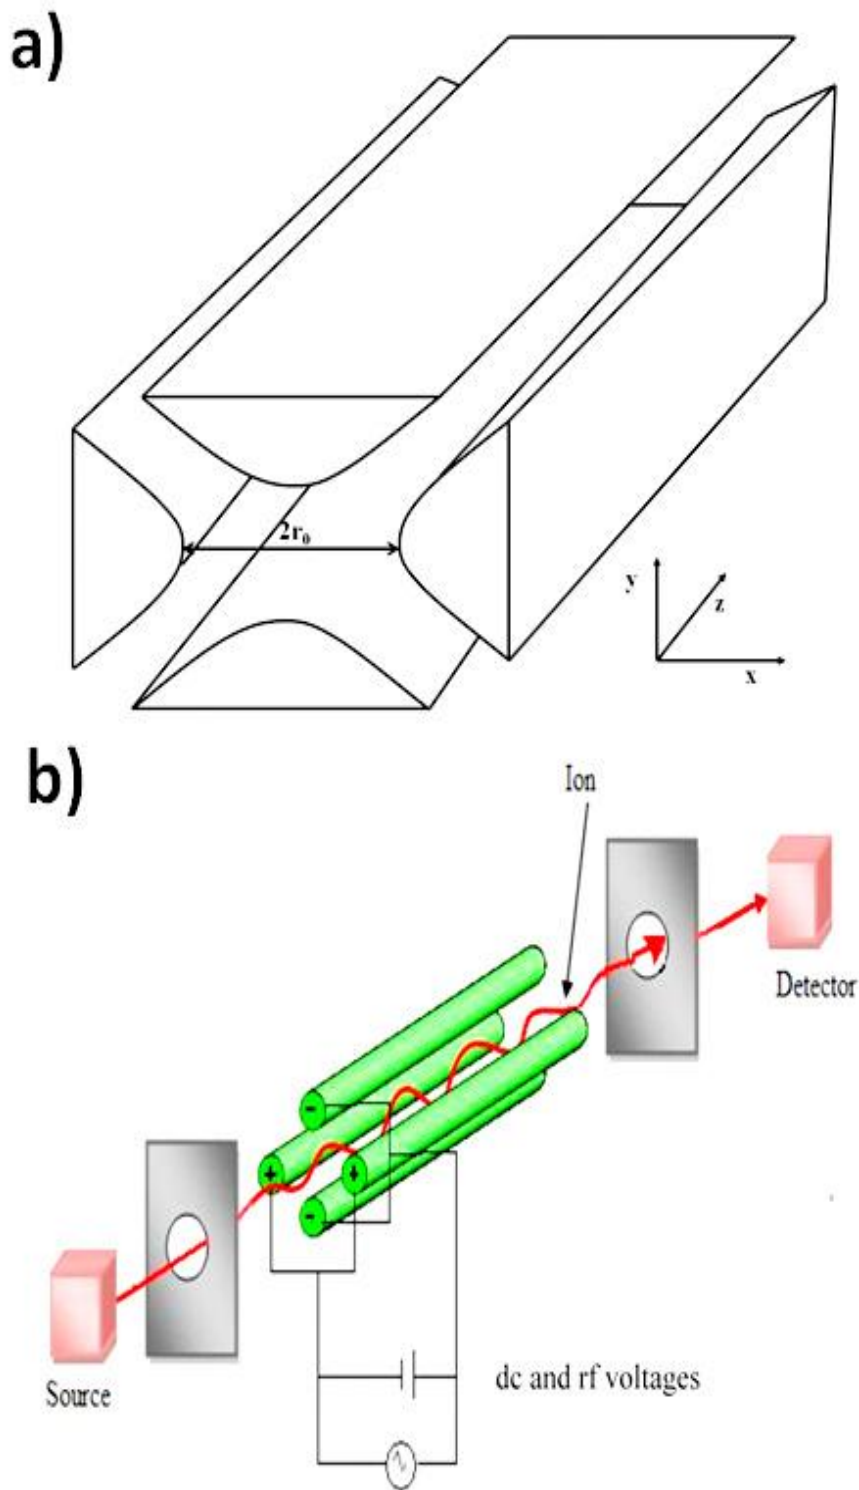 a)
2r₀
y
z
x
b)
Ion
Detector
-
+
+
-
dc and rf voltages
Source